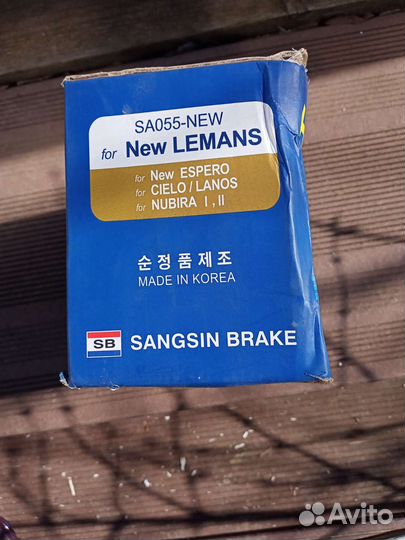 SA055-NEW
for New LEMANS
for New ESPERO
for CIELO / LANOS
for NUBIRA I , II
순정품제조
MADE IN KOREA
SB SANGSIN BRAKE
Avito